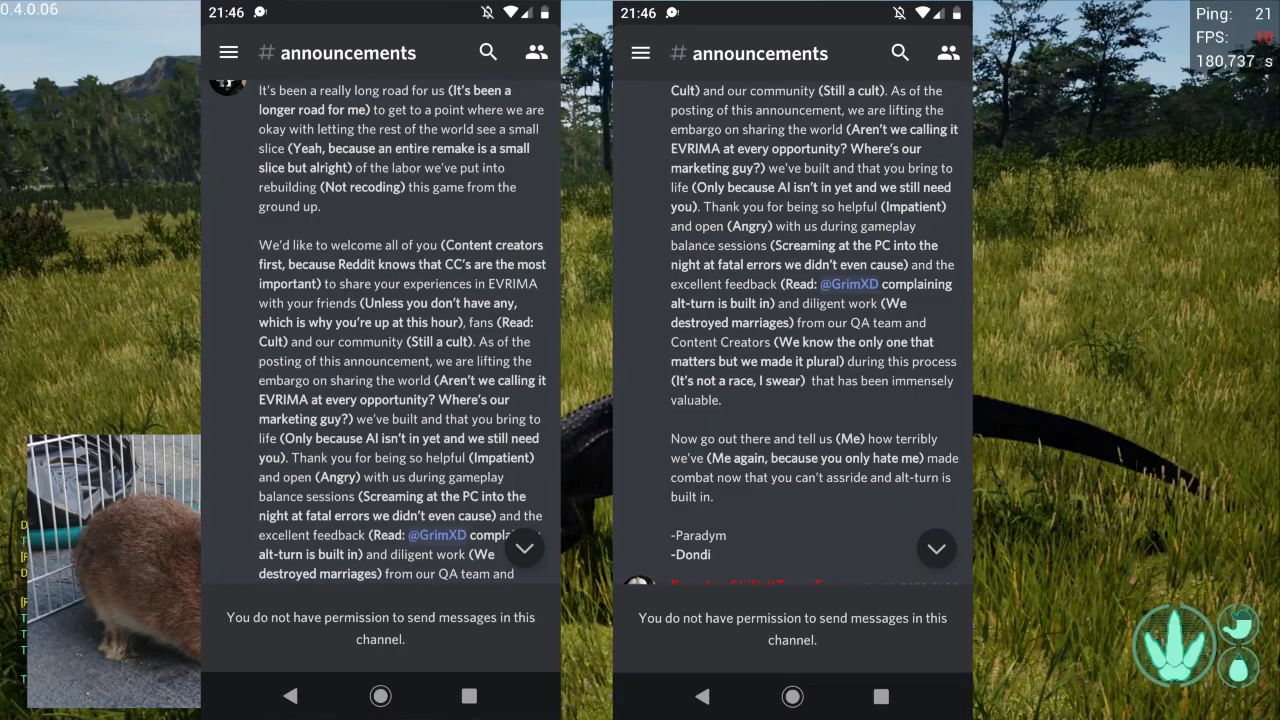 0.4.0.06
21:46
# announcements
It's been a really long road for us (It's been a
longer road for me) to get to a point where we are
okay with letting the rest of the world see a small
slice (Yeah, because an entire remake is a small
slice but alright) of the labor we've put into
rebuilding (Not recoding) this game from the
ground up.
We'd like to welcome all of you (Content creators
first, because Reddit knows that CC's are the most
important) to share your experiences in EVRIMA
with your friends (Unless you don't have any,
which is why you're up at this hour), fans (Read:
Cult) and our community (Still a cult). As of the
posting of this announcement, we are lifting the
embargo on sharing the world (Aren't we calling it
EVRIMA at every opportunity? Where's our
marketing guy?) we've built and that you bring to
life (Only because AI isn't in yet and we still need
you). Thank you for being so helpful (Impatient)
and open (Angry) with us during gameplay
balance sessions (Screaming at the PC into the
night at fatal errors we didn't even cause) and the
excellent feedback (Read: @GrimXD
alt-turn is built in) and diligent work (We
destroyed marriages) from our QA team and
You do not have permission to send messages in this
channel.
21:46
# announcements
Cult) and our community (Still a cult). As of the
posting of this announcement, we are lifting the
embargo on sharing the world (Aren't we calling it
EVRIMA at every opportunity? Where's our
marketing guy?) we've built and that you bring to
life (Only because AI isn't in yet and we still need
you). Thank you for being so helpful (Impatient)
and open (Angry) with us during gameplay
balance sessions (Screaming at the PC into the
night at fatal errors we didn't even cause) and the
excellent feedback (Read: @GrimXD complaining
alt-turn is built in) and diligent work (We
destroyed marriages) from our QA team and
Content Creators (We know the only one that
matters but we made it plural) during this process
(It's not a race, I swear) that has been immensely
valuable.
Now go out there and tell us (Me) how terribly
we've (Me again, because you only hate me) made
combat now that you can't assride and alt-turn is
built in.
-Paradym
-Dondi
You do not have permission to send messages in this
channel.
Ping: 21
FPS: 10
180,737 s